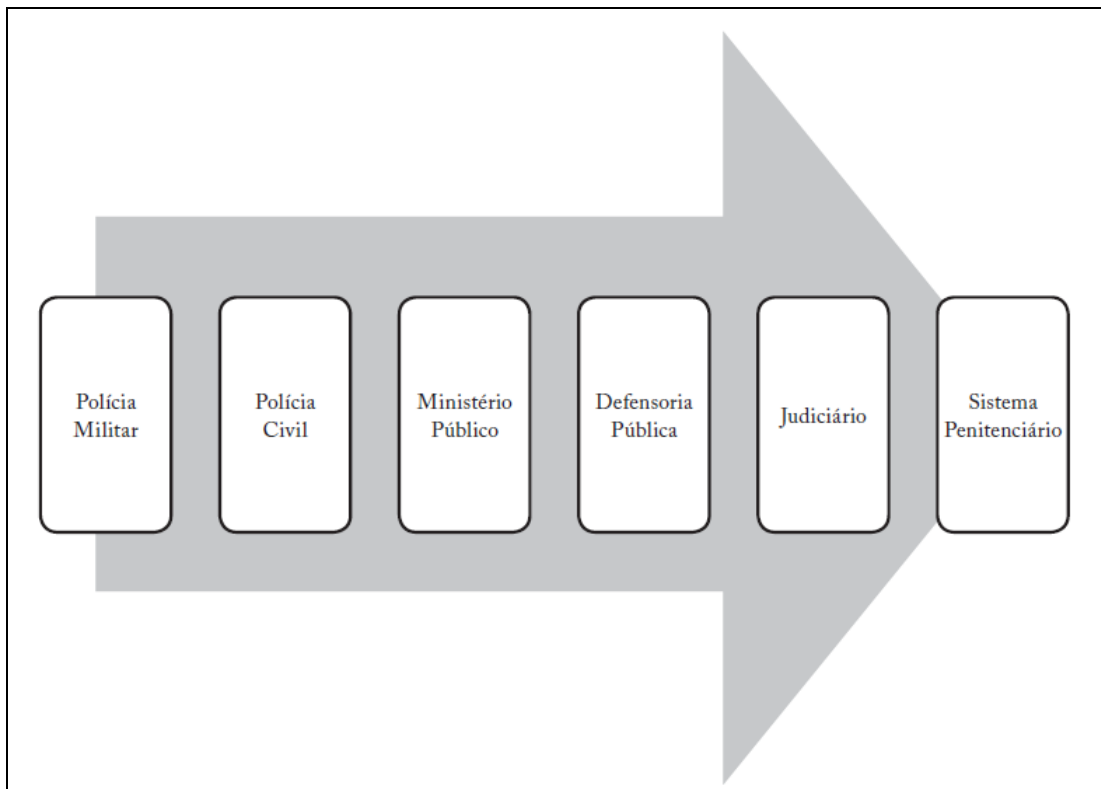 Polícia
Militar
Polícia
Civil
Ministério
Público
Defensoria
Pública
Judiciário
Sistema
Penitenciário